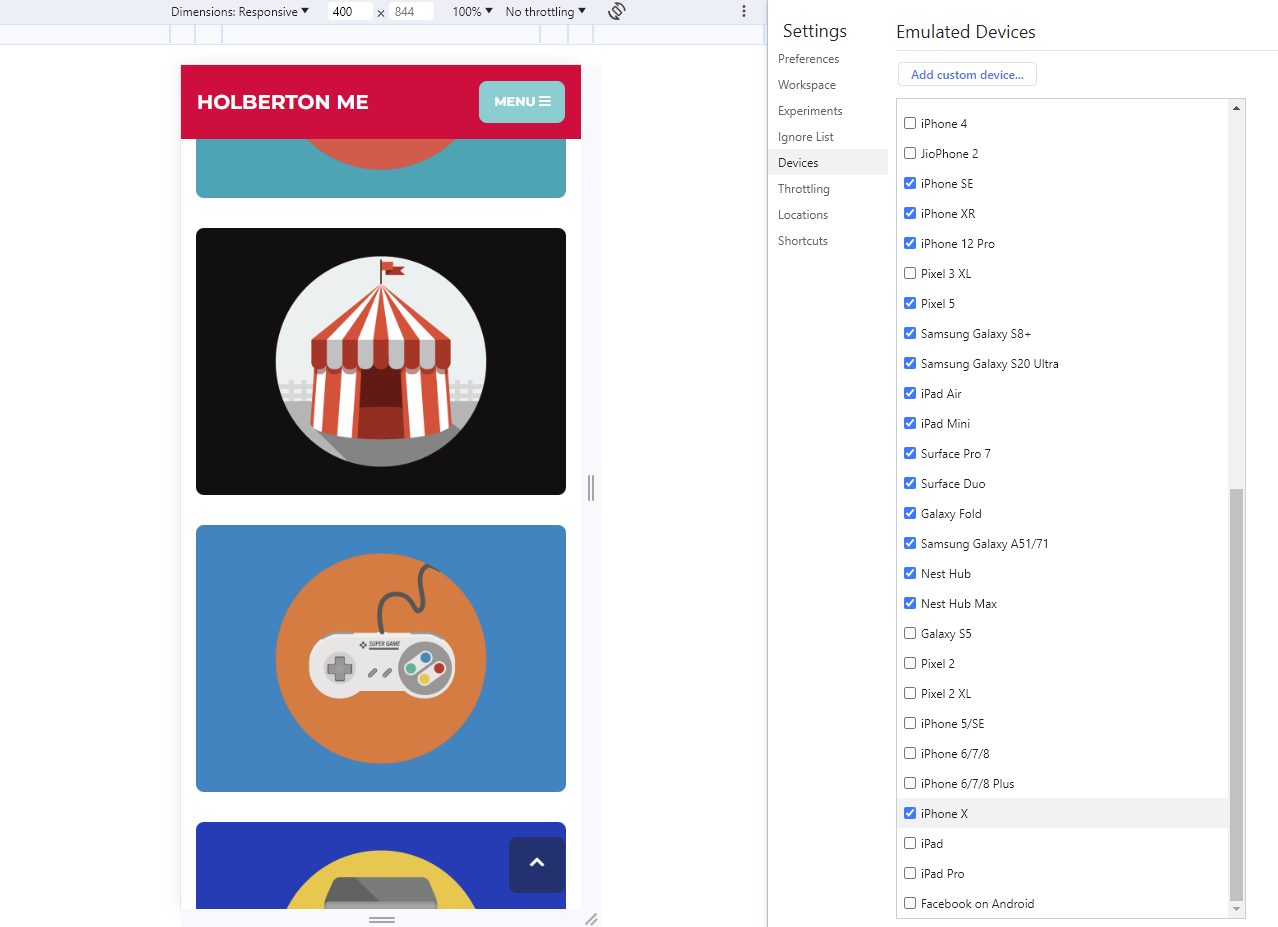 Dimensions: Responsive 400 × 844 100% No throttling
HOLBERTON ME
MENU
SUPER GAME
Settings
Preferences
Workspace
Experiments
Ignore List
Devices
Throttling
Locations
Shortcuts
Emulated Devices
Add custom device...
iPhone 4
JioPhone 2
iPhone SE
iPhone XR
iPhone 12 Pro
Pixel 3 XL
Pixel 5
Samsung Galaxy S8+
Samsung Galaxy S20 Ultra
iPad Air
iPad Mini
Surface Pro 7
Surface Duo
Galaxy Fold
Samsung Galaxy A51/71
Nest Hub
Nest Hub Max
Galaxy S5
Pixel 2
Pixel 2 XL
iPhone 5/SE
iPhone 6/7/8
iPhone 6/7/8 Plus
iPhone X
iPad
iPad Pro
Facebook on Android